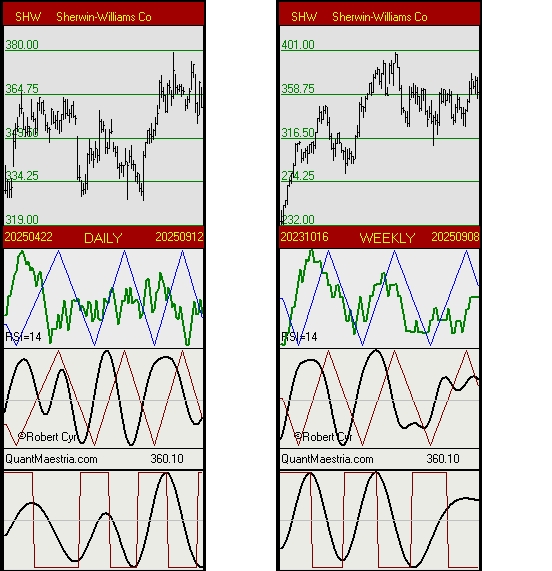 SHW Sherwin-Williams Co
380.00
364.75
349.50
334.25
319.00
20250422 DAILY 20250912
RSI=14
©Robert Cyr
QuantMaestria.com 360.10
SHW Sherwin-Williams Co
401.00
358.75
316.50
274.25
232.00
20231016 WEEKLY 20250908
RSI=14
©Robert Cyr
QuantMaestria.com 360.10